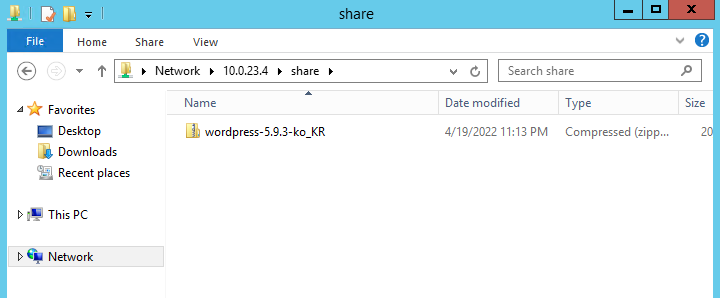 share
File Home Share View
Network 10.0.23.4 share Search share
Favorites
Desktop
Downloads
Recent places
This PC
Network
Name Date modified Type Size
wordpress-5.9.3-ko_KR 4/19/2022 11:13 PM Compressed (zipp... 20